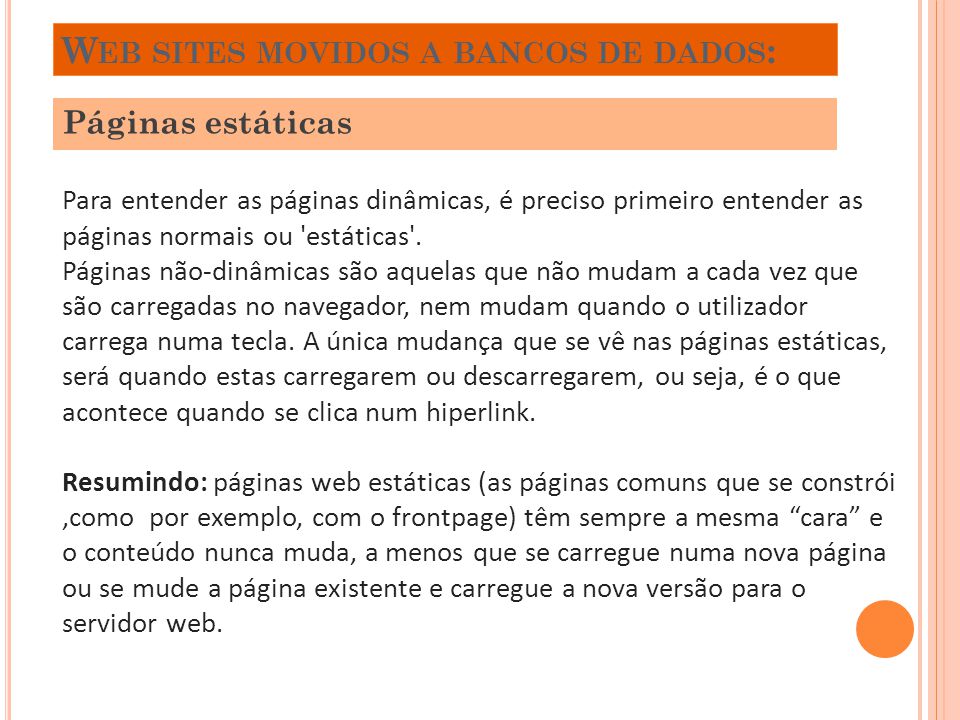 WEB SITES MOVIDOS A BANCOS DE DADOS:
Páginas estáticas
Para entender as páginas dinâmicas, é preciso primeiro entender as
páginas normais ou 'estáticas'.
Páginas não-dinâmicas são aquelas que não mudam a cada vez que
são carregadas no navegador, nem mudam quando o utilizador
carrega numa tecla. A única mudança que se vê nas páginas estáticas,
será quando estas carregarem ou descarregarem, ou seja, é o que
acontece quando se clica num hiperlink.
Resumindo: páginas web estáticas (as páginas comuns que se constrói
,como por exemplo, com o frontpage) têm sempre a mesma “cara” e
o conteúdo nunca muda, a menos que se carregue numa nova página
ou se mude a página existente e carregue a nova versão para o
servidor web.